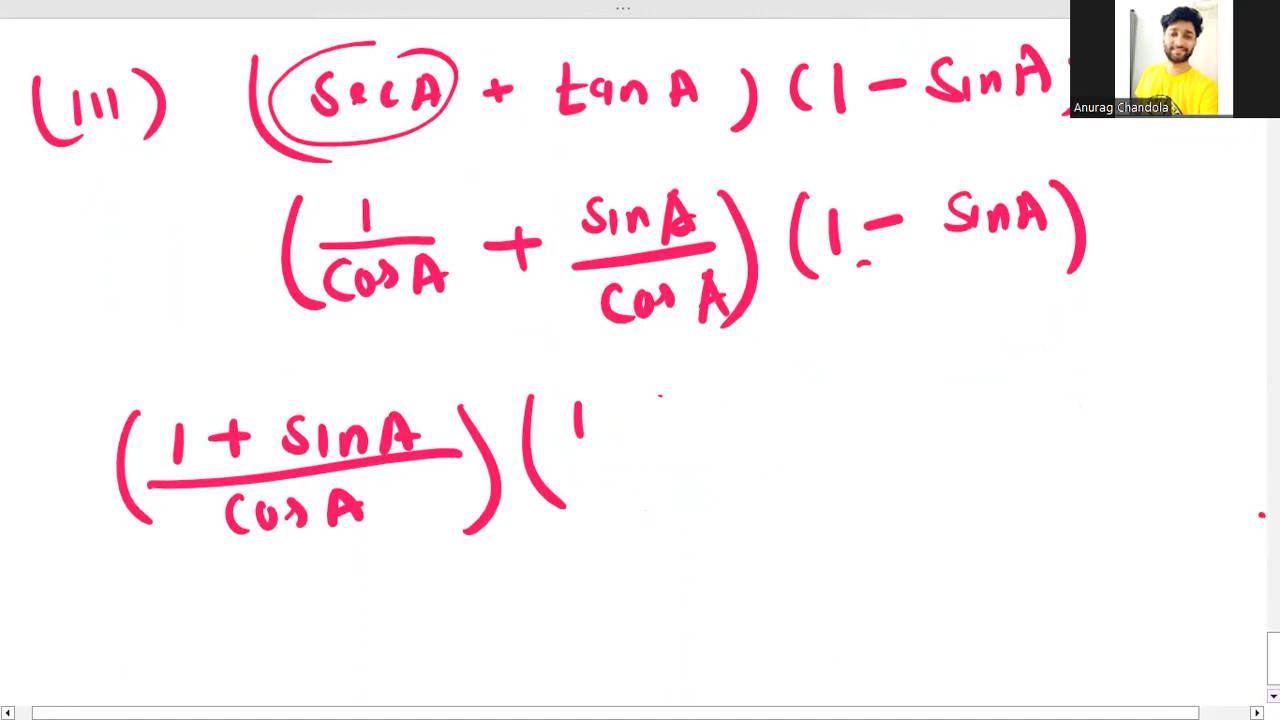 (III) (SecA + tanA) (1 - SinA)
Anurag Chandola
(1/CosA + sinA/CosA) (1 - sinA)
(1 + sinA/CosA) (1